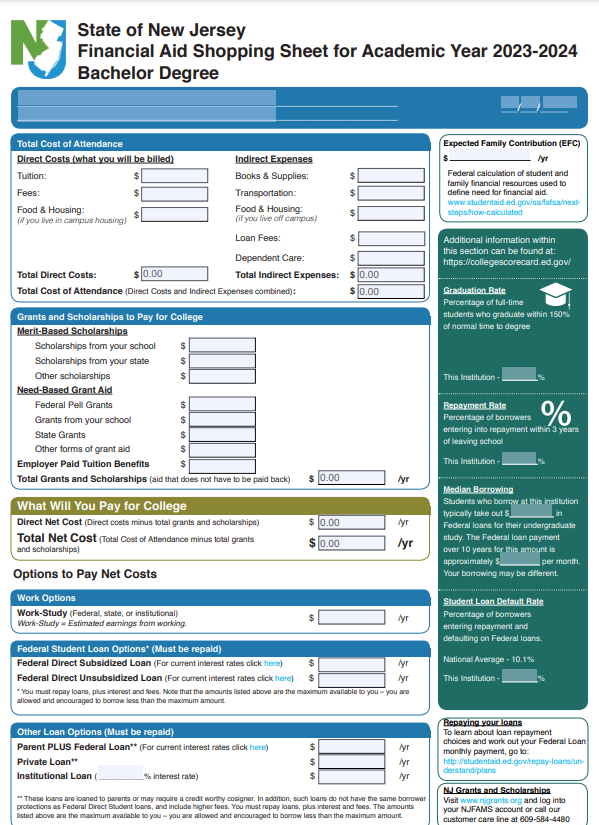 NJ
State of New Jersey
Financial Aid Shopping Sheet for Academic Year 2023-2024
Bachelor Degree
/ /
Total Cost of Attendance
Direct Costs (what you will be billed)
Tuition: $
Fees: $
Food & Housing: $
(if you live in campus housing)
Total Direct Costs: $ 0.00
Indirect Expenses
Books & Supplies: $
Transportation: $
Food & Housing: $
(if you live off campus)
Loan Fees: $
Dependent Care: $
Total Indirect Expenses: $ 0.00
Total Cost of Attendance (Direct Costs and Indirect Expenses combined): $ 0.00
Grants and Scholarships to Pay for College
Merit-Based Scholarships
Scholarships from your school $
Scholarships from your state $
Other scholarships $
Need-Based Grant Aid
Federal Pell Grants $
Grants from your school $
State Grants $
Other forms of grant aid $
Employer Paid Tuition Benefits $
Total Grants and Scholarships (aid that does not have to be paid back) $ 0.00 /yr
What Will You Pay for College
Direct Net Cost (Direct costs minus total grants and scholarships) $ 0.00 /yr
Total Net Cost (Total Cost of Attendance minus total grants
and scholarships) $ 0.00 /yr
Options to Pay Net Costs
Work Options
Work-Study (Federal, state, or institutional) $ /yr
Work-Study = Estimated earnings from working.
Federal Student Loan Options* (Must be repaid)
Federal Direct Subsidized Loan (For current interest rates click here) $ /yr
Federal Direct Unsubsidized Loan (For current interest rates click here) $ /yr
* You must repay loans, plus interest and fees. Note that the amounts listed above are the maximum available to you – you are
allowed and encouraged to borrow less than the maximum amount.
Other Loan Options (Must be repaid)
Parent PLUS Federal Loan** (For current interest rates click here) $ /yr
Private Loan** $ /yr
Institutional Loan ( % interest rate) $ /yr
** These loans are loaned to parents or may require a credit worthy cosigner. In addition, such loans do not have the same borrower
protections as Federal Direct Student loans, and include higher fees. You must repay loans, plus interest and fees. The amounts
listed above are the maximum available to you – you are allowed and encouraged to borrow less than the maximum amount.
Expected Family Contribution (EFC)
$ /yr
Federal calculation of student and
family financial resources used to
define need for financial aid.
www.studentaid.ed.gov/sa/fafsa/next-
steps/how-calculated
Additional information within
this section can be found at:
https://collegescorecard.ed.gov/
Graduation Rate
Percentage of full-time
students who graduate within 150%
of normal time to degree
This Institution - %
Repayment Rate
%
Percentage of borrowers
entering into repayment within 3 years
of leaving school
This Institution - %
Median Borrowing
Students who borrow at this institution
typically take out $ in
Federal loans for their undergraduate
study. The Federal loan payment
over 10 years for this amount is
approximately $ per month.
Your borrowing may be different.
Student Loan Default Rate
Percentage of borrowers
entering repayment and
defaulting on Federal loans.
National Average - 10.1%
This Institution - %
Repaying your loans
To learn about loan repayment
choices and work out your Federal Loan
monthly payment, go to:
http://studentaid.ed.gov/repay-loans/un-
derstand/plans
NJ Grants and Scholarships
Visit www.njgrants.org and log into
your NJFAMS account or call our
customer care line at 609-584-4480